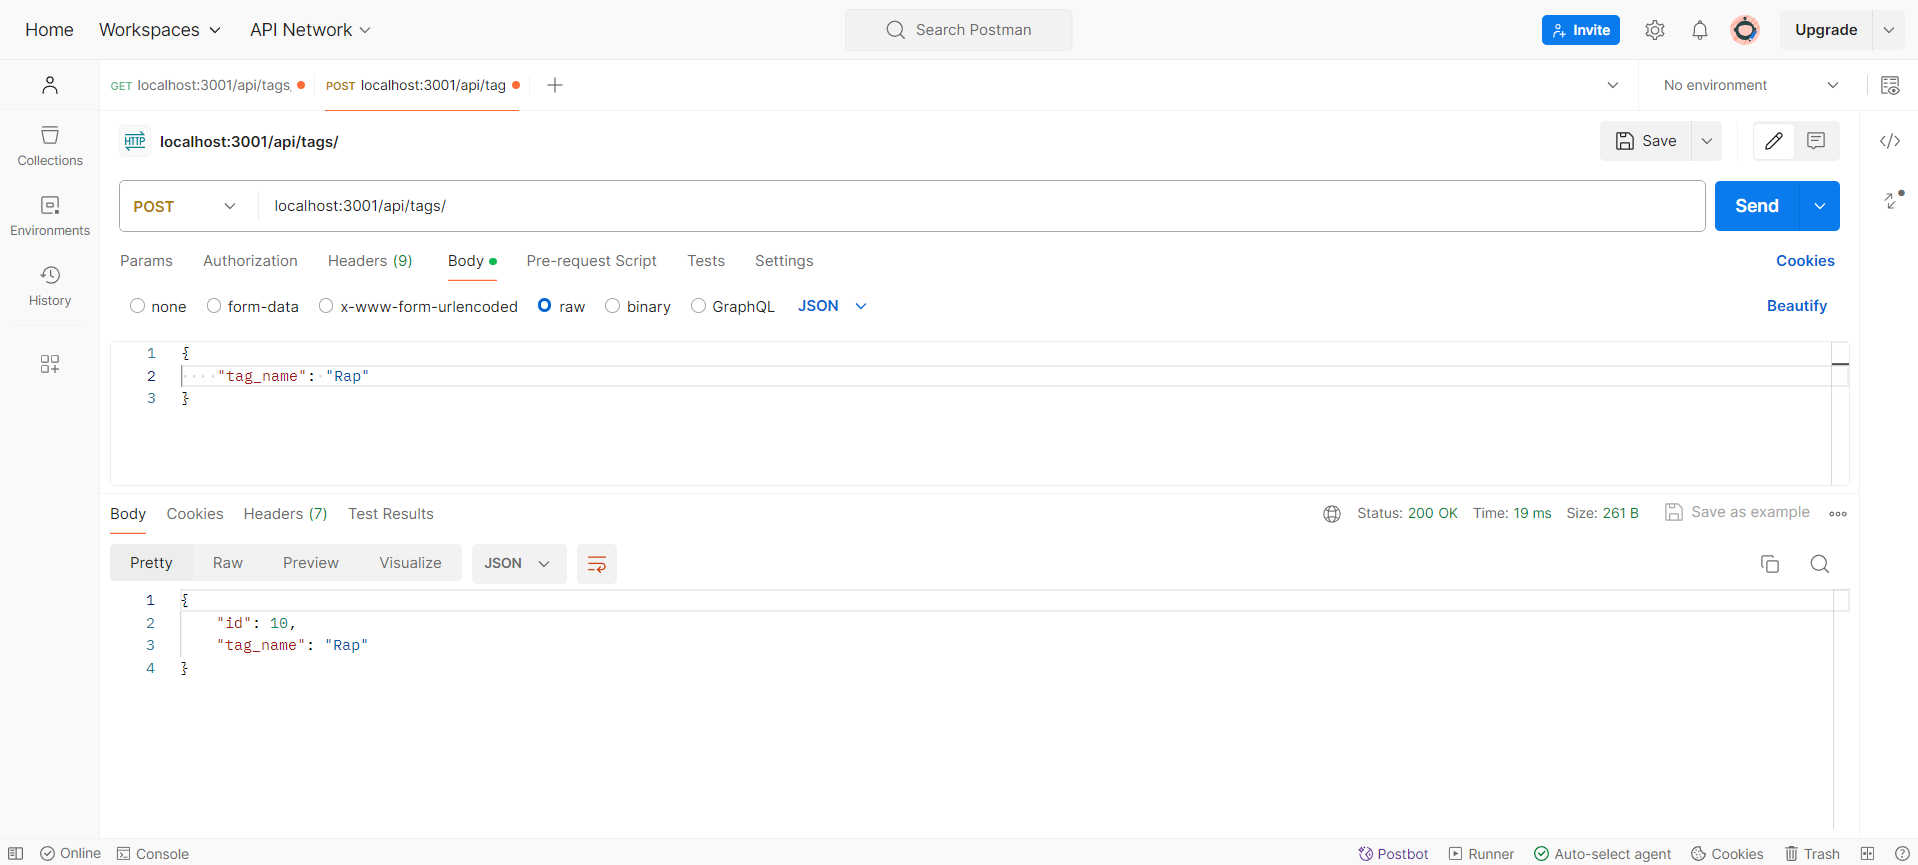 Home Workspaces API Network Search Postman Invite Upgrade
GET localhost:3001/api/tags, POST localhost:3001/api/tag No environment
HTTP localhost:3001/api/tags/ Save
POST localhost:3001/api/tags/ Send
Collections
Environments
History
Params Authorization Headers (9) Body Pre-request Script Tests Settings Cookies
none form-data x-www-form-urlencoded raw binary GraphQL JSON Beautify
1 {
2 "tag_name": "Rap"
3 }
Body Cookies Headers (7) Test Results Status: 200 OK Time: 19 ms Size: 261 B Save as example
Pretty Raw Preview Visualize JSON
1 {
2 "id": 10,
3 "tag_name": "Rap"
4 }
Online Console Postbot Runner Auto-select agent Cookies Trash